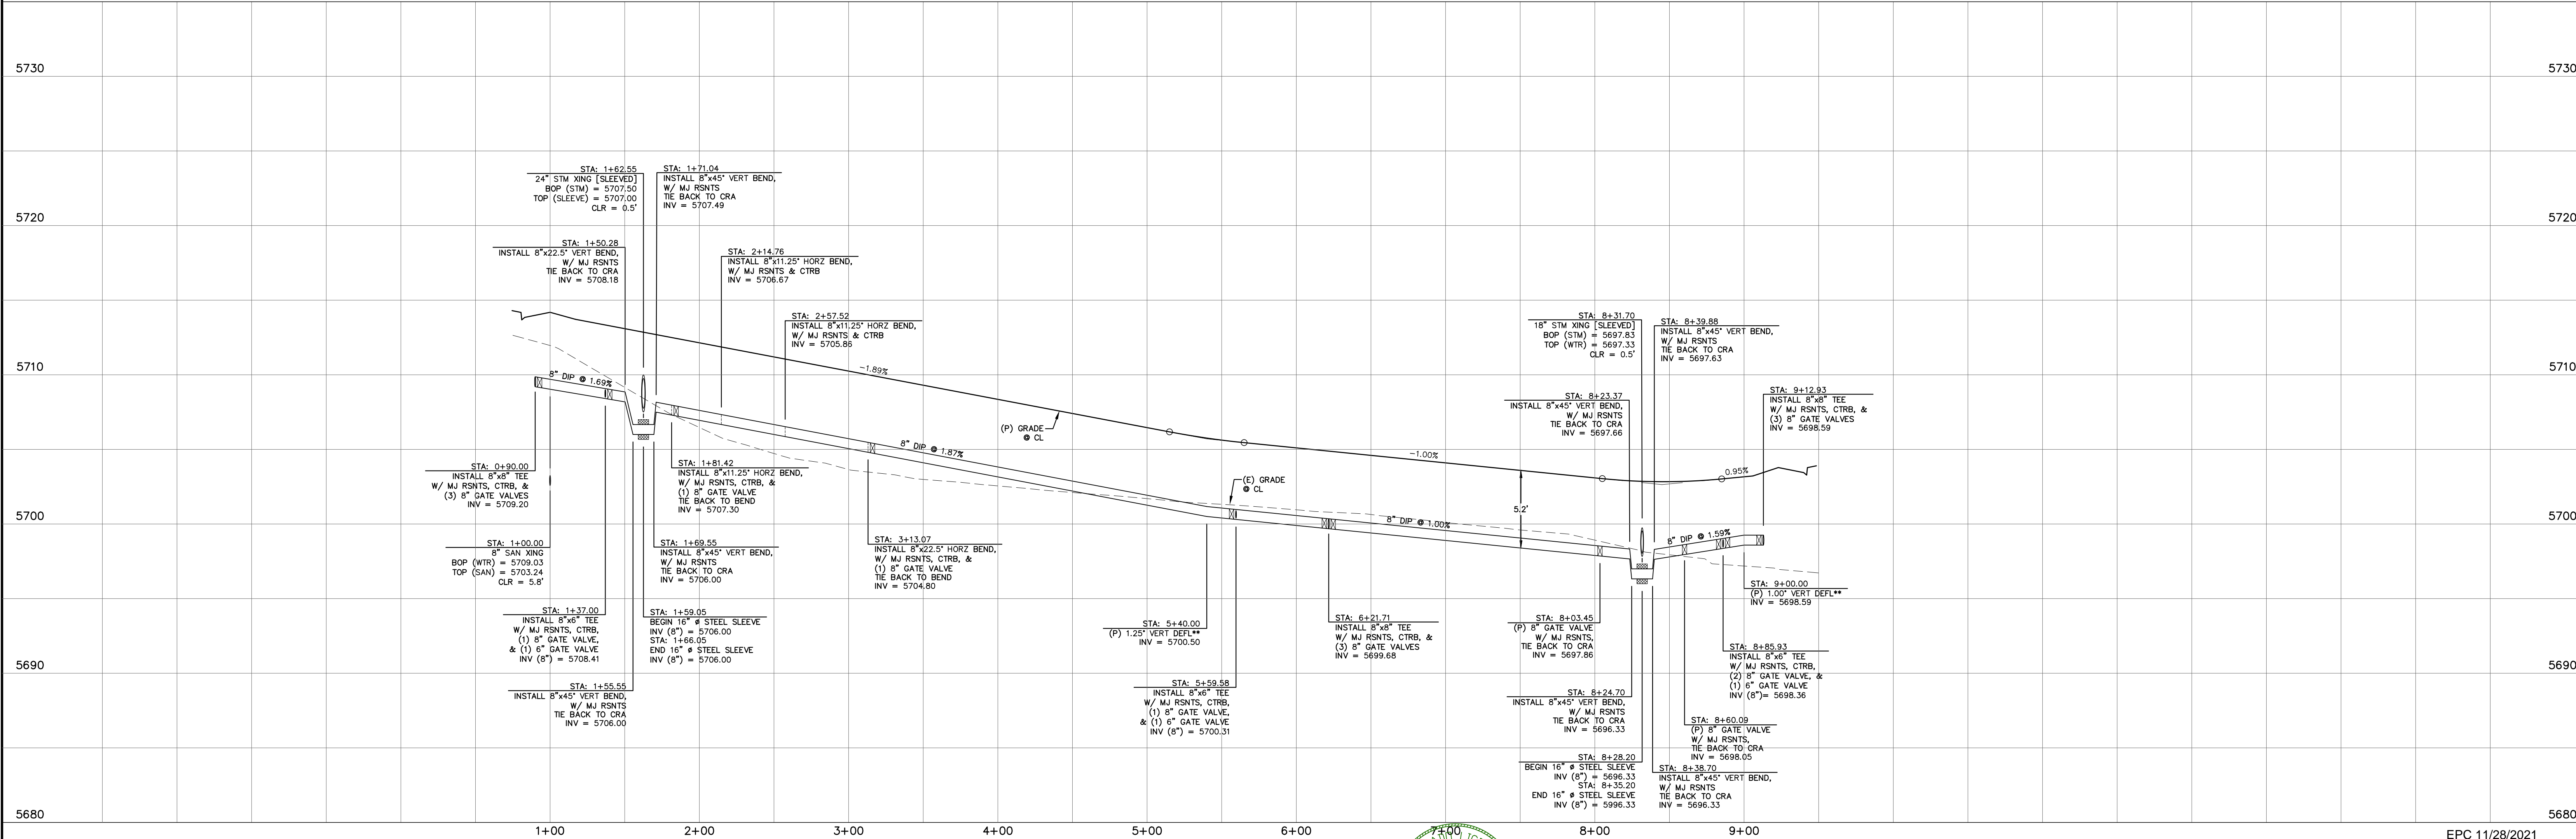 5730
5730
5720
5720
5710
5710
5700
5700
5690
5690
5680
5680
STA: 1+62.55
24" STM XING [SLEEVED]
BOP (STM) = 5707.50
TOP (SLEEVE) = 5707.00
CLR = 0.5'
STA: 1+71.04
INSTALL 8"x45° VERT BEND,
W/ MJ RSNTS
TIE BACK TO CRA
INV = 5707.49
STA: 1+50.28
INSTALL 8"x22.5° VERT BEND,
W/ MJ RSNTS
TIE BACK TO CRA
INV = 5708.18
STA: 2+14.76
INSTALL 8"x11.25° HORZ BEND,
W/ MJ RSNTS & CTRB
INV = 5706.67
STA: 2+57.52
INSTALL 8"x11.25° HORZ BEND,
W/ MJ RSNTS & CTRB
INV = 5705.86
-1.89%
8" DIP @ 1.69%
8" DIP @ 1.87%
(P) GRADE
@ CL
STA: 0+90.00
INSTALL 8"x8" TEE
W/ MJ RSNTS, CTRB, &
(3) 8" GATE VALVES
INV = 5709.20
STA: 1+00.00
8" SAN XING
BOP (WTR) = 5709.03
TOP (SAN) = 5703.24
CLR = 5.8'
STA: 1+37.00
INSTALL 8"x6" TEE
W/ MJ RSNTS, CTRB,
(1) 8" GATE VALVE,
& (1) 6" GATE VALVE
INV (8") = 5708.41
STA: 1+55.55
INSTALL 8"x45° VERT BEND,
W/ MJ RSNTS
TIE BACK TO CRA
INV = 5706.00
STA: 1+81.42
INSTALL 8"x11.25° HORZ BEND,
W/ MJ RSNTS, CTRB, &
(1) 8" GATE VALVE
TIE BACK TO BEND
INV = 5707.30
STA: 1+69.55
INSTALL 8"x45° VERT BEND,
W/ MJ RSNTS
TIE BACK TO CRA
INV = 5706.00
STA: 1+59.05
BEGIN 16" ø STEEL SLEEVE
INV (8") = 5706.00
STA: 1+66.05
END 16" ø STEEL SLEEVE
INV (8") = 5706.00
STA: 3+13.07
INSTALL 8"x22.5° HORZ BEND,
W/ MJ RSNTS, CTRB, &
(1) 8" GATE VALVE
TIE BACK TO BEND
INV = 5704.80
(E) GRADE
@ CL
-1.00%
8" DIP @ 1.00%
5.2'
STA: 5+40.00
(P) 1.25° VERT DEFL**
INV = 5700.50
STA: 5+59.58
INSTALL 8"x6" TEE
W/ MJ RSNTS, CTRB,
(1) 8" GATE VALVE,
& (1) 6" GATE VALVE
INV (8") = 5700.31
STA: 6+21.71
INSTALL 8"x8" TEE
W/ MJ RSNTS, CTRB, &
(3) 8" GATE VALVES
INV = 5699.68
STA: 8+31.70
18" STM XING [SLEEVED]
BOP (STM) = 5697.83
TOP (WTR) = 5697.33
CLR = 0.5'
STA: 8+39.88
INSTALL 8"x45° VERT BEND,
W/ MJ RSNTS
TIE BACK TO CRA
INV = 5697.63
STA: 8+23.37
INSTALL 8"x45° VERT BEND,
W/ MJ RSNTS
TIE BACK TO CRA
INV = 5697.66
STA: 9+12.93
INSTALL 8"x8" TEE
W/ MJ RSNTS, CTRB, &
(3) 8" GATE VALVES
INV = 5698.59
0.95%
8" DIP @ 1.59%
STA: 9+00.00
(P) 1.00° VERT DEFL**
INV = 5698.59
STA: 8+03.45
(P) 8" GATE VALVE
W/ MJ RSNTS,
TIE BACK TO CRA
INV = 5697.86
STA: 8+24.70
INSTALL 8"x45° VERT BEND,
W/ MJ RSNTS
TIE BACK TO CRA
INV = 5696.33
STA: 8+28.20
BEGIN 16" ø STEEL SLEEVE
INV (8") = 5696.33
STA: 8+35.20
END 16" ø STEEL SLEEVE
INV (8") = 5996.33
STA: 8+85.93
INSTALL 8"x6" TEE
W/ MJ RSNTS, CTRB,
(2) 8" GATE VALVE, &
(1) 6" GATE VALVE
INV (8")= 5698.36
STA: 8+60.09
(P) 8" GATE VALVE
W/ MJ RSNTS,
TIE BACK TO CRA
INV = 5698.05
STA: 8+38.70
INSTALL 8"x45° VERT BEND,
W/ MJ RSNTS
TIE BACK TO CRA
INV = 5696.33
1+00
2+00
3+00
4+00
5+00
6+00
7+00
8+00
9+00
EPC 11/28/2021